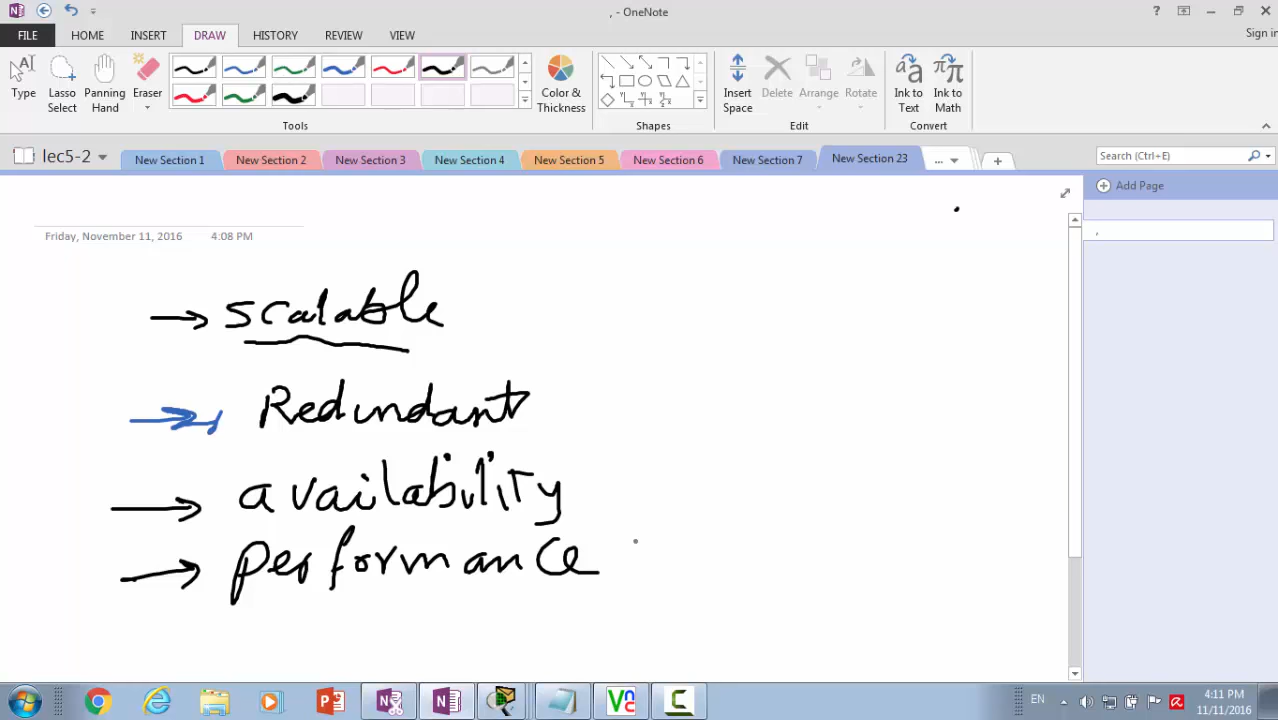 , - OneNote
?
Sign in
FILE HOME INSERT DRAW HISTORY REVIEW VIEW
Type
Lasso Select
Panning Hand
Eraser
Color & Thickness
Insert Space
Delete
Arrange
Rotate
Ink to Text
Ink to Math
Tools
Shapes
Edit
Convert
lec5-2 New Section 1 New Section 2 New Section 3 New Section 4 New Section 5 New Section 6 New Section 7 New Section 23 ... +
Search (Ctrl+E)
Add Page
,
Friday, November 11, 2016 4:08 PM
→ scalable
→ Redundant
→ availability
→ performance
EN
4:11 PM
11/11/2016